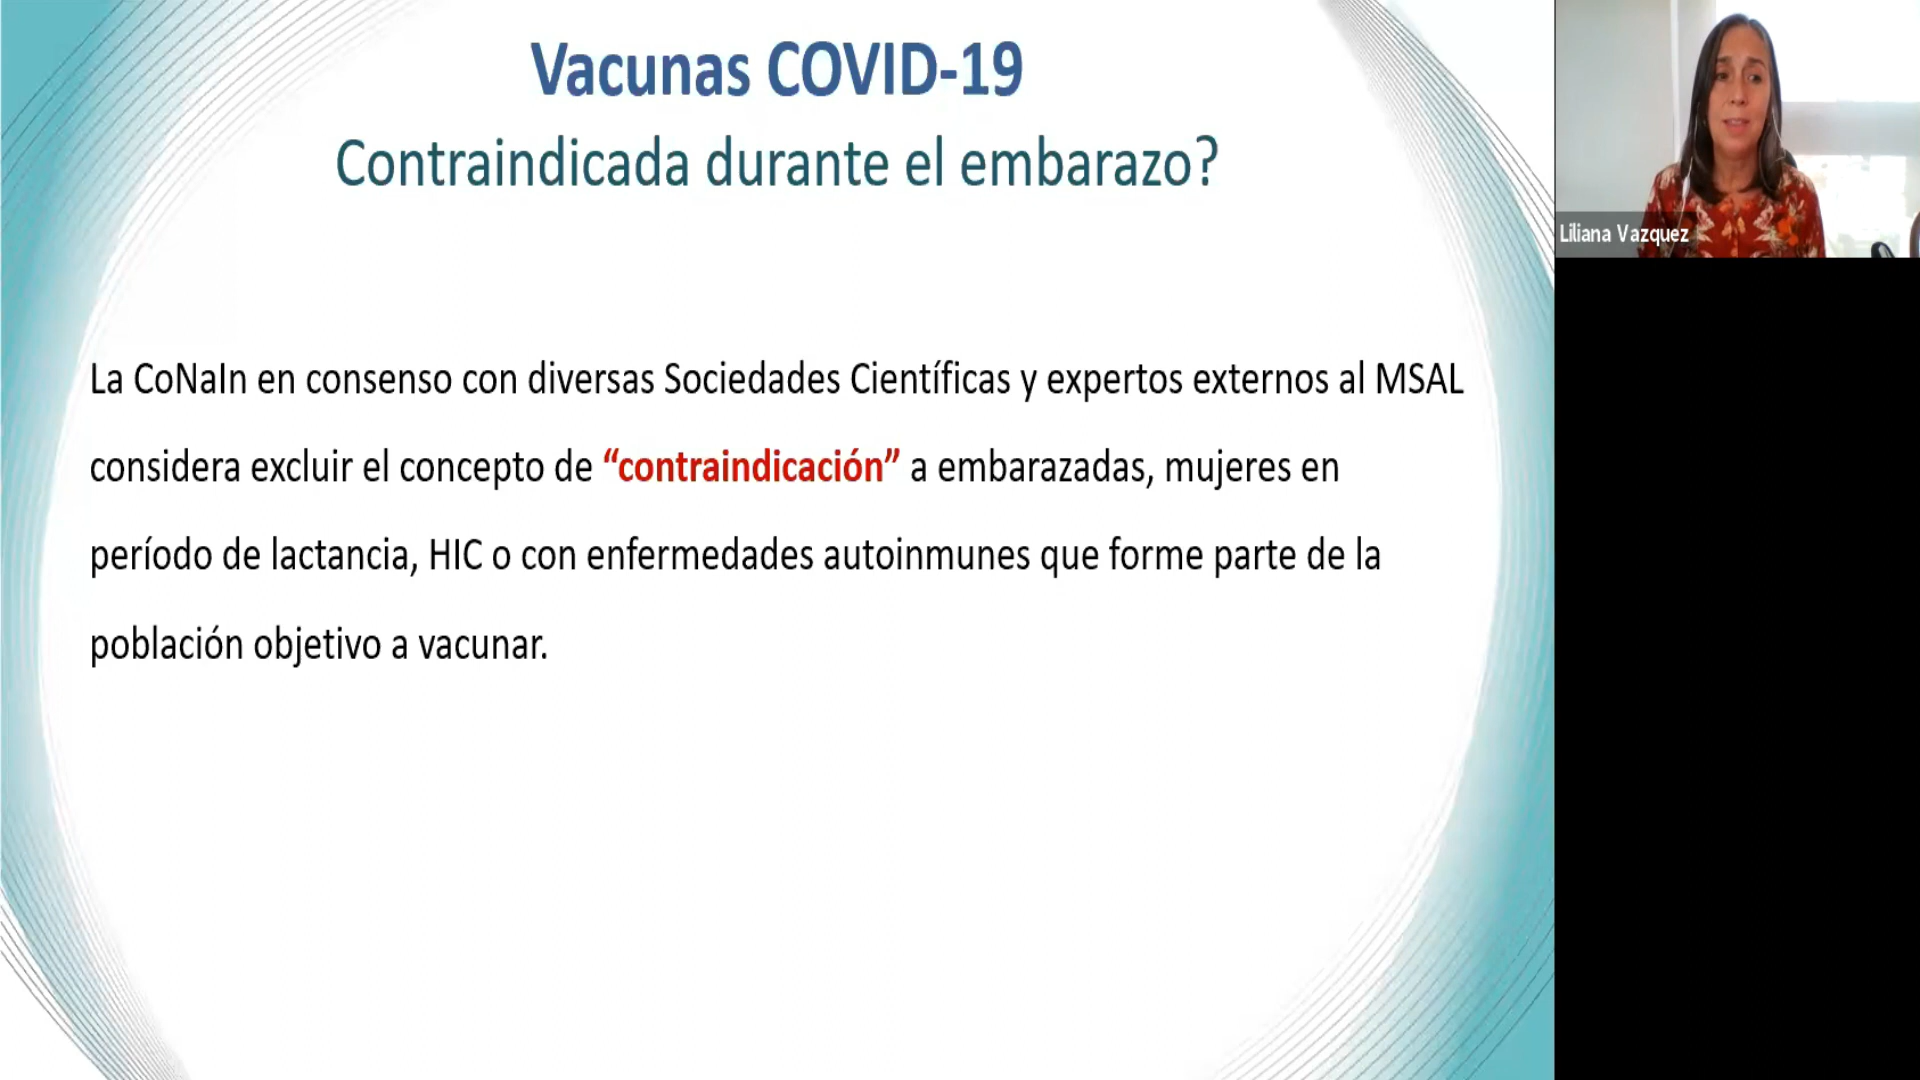 Vacunas COVID-19
Contraindicada durante el embarazo?
La CoNaIn en consenso con diversas Sociedades Científicas y expertos externos al MSAL
considera excluir el concepto de “contraindicación” a embarazadas, mujeres en
período de lactancia, HIC o con enfermedades autoinmunes que forme parte de la
población objetivo a vacunar.
Liliana Vazquez